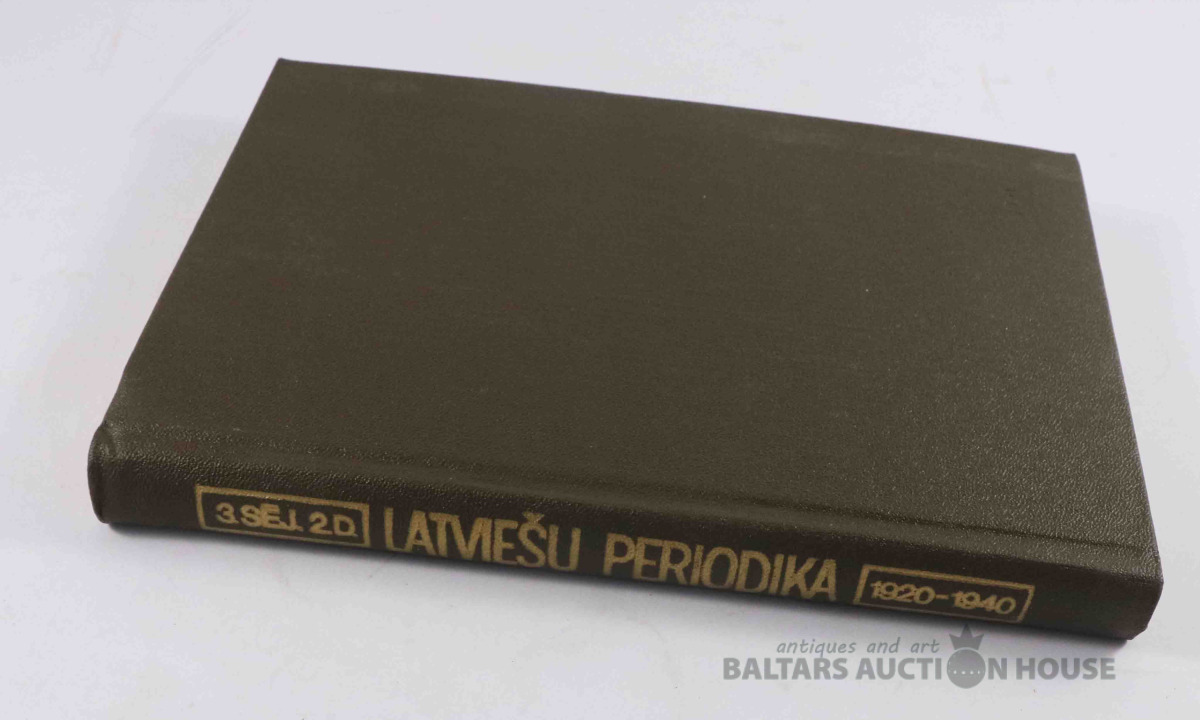 3.SĒJ. 2.D. LATVIEŠU PERIODIKA 1920-1940
antiques and art
BALTARS AUCTION HOUSE